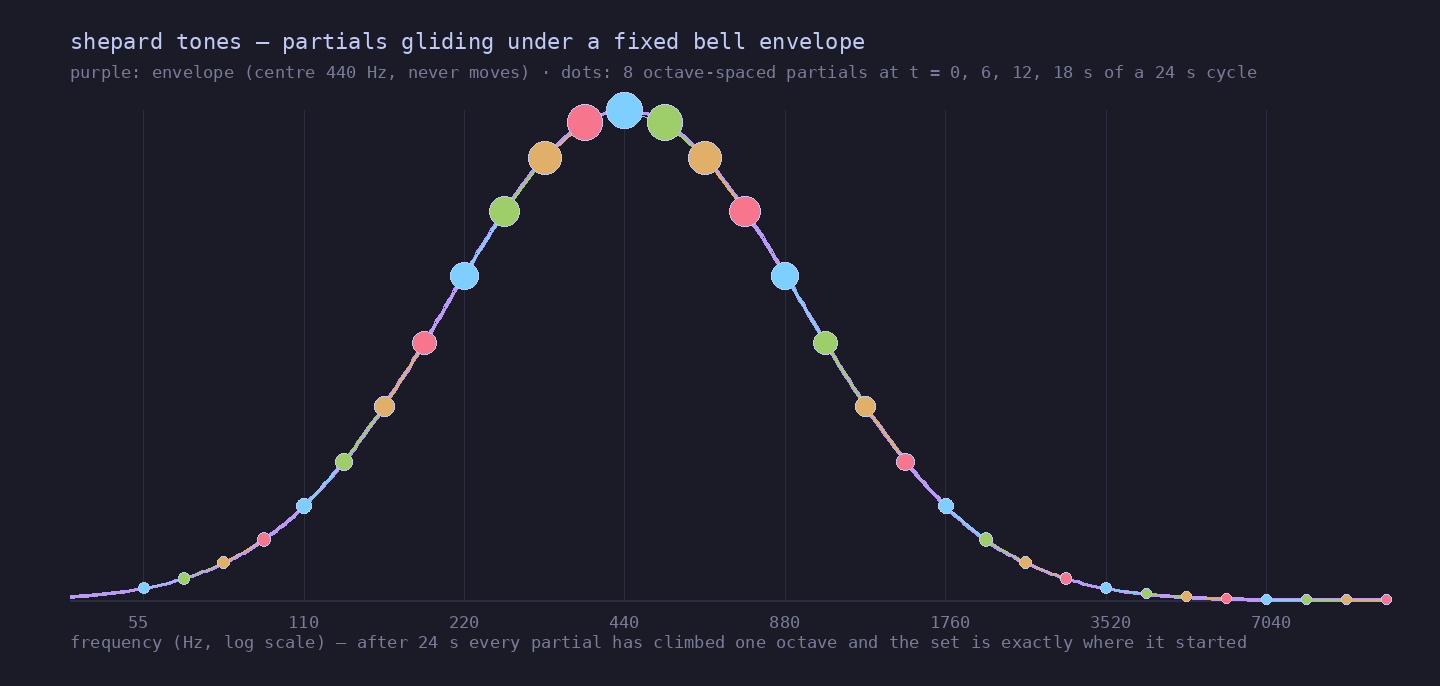 shepard tones — partials gliding under a fixed bell envelope
purple: envelope (centre 440 Hz, never moves) · dots: 8 octave-spaced partials at t = 0, 6, 12, 18 s of a 24 s cycle
55 110 220 440 880 1760 3520 7040
frequency (Hz, log scale) — after 24 s every partial has climbed one octave and the set is exactly where it started